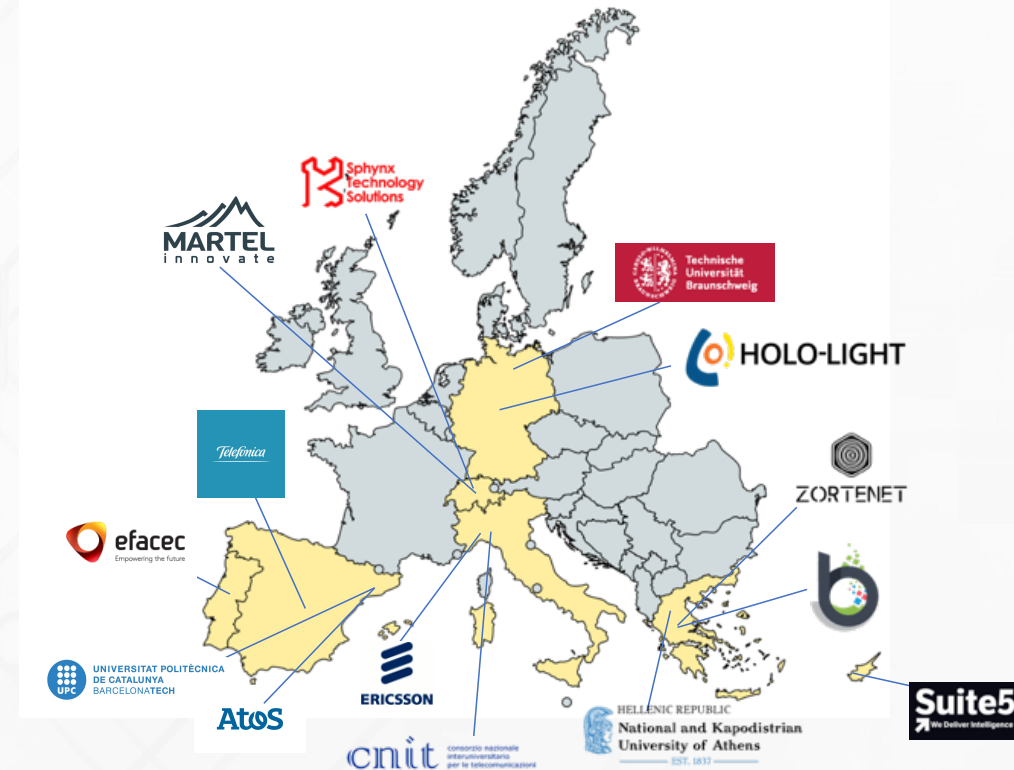 Sphynx
Technology
Solutions
MARTEL
innovate
Technische
Universität
Braunschweig
HOLO-LIGHT
Telefónica
ZORTENET
efacec
Empowering the future
b
UNIVERSITAT POLITÈCNICA
DE CATALUNYA
BARCELONATECH
UPC
Atos
ERICSSON
cnit
consorzio nazionale
interuniversitario
per le telecomunicazioni
HELLENIC REPUBLIC
National and Kapodistrian
University of Athens
EST. 1837
Suite5
We Deliver Intelligence